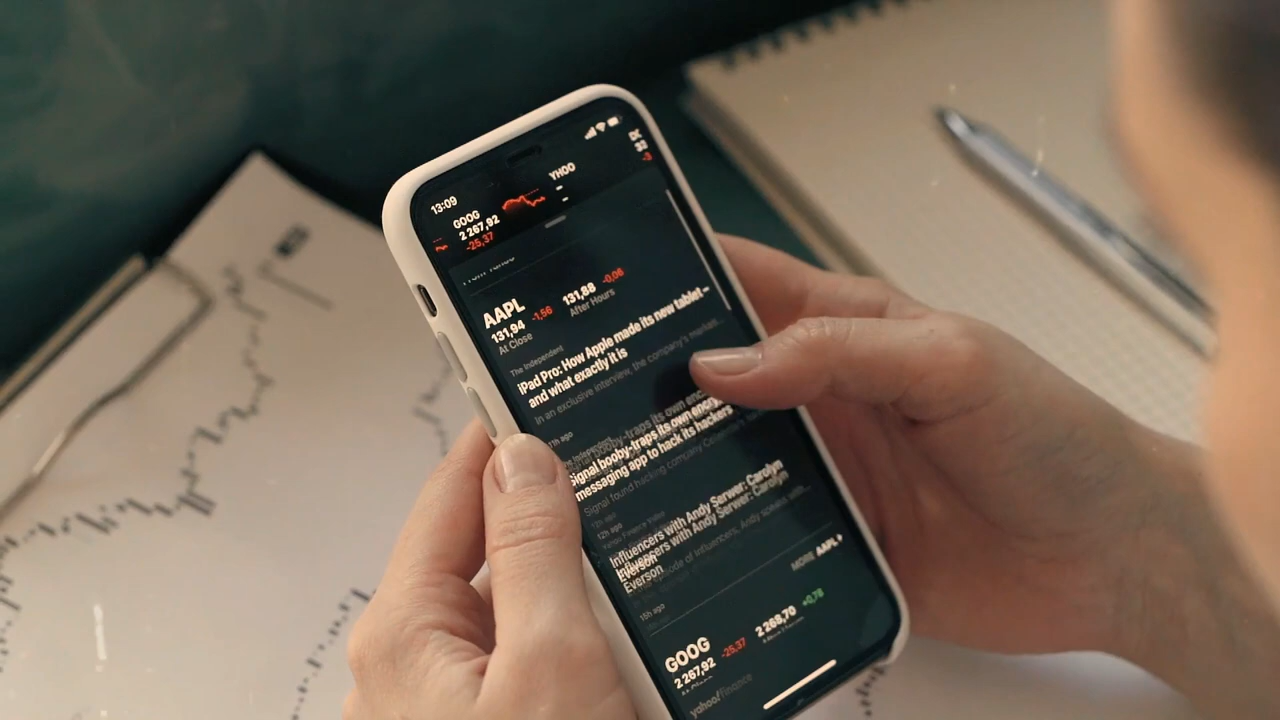 13:09
GOOG
2 267,92
-25,37
YHOO
AAPL
131,94 -1,56
At Close
131,88 -0,06
After Hours
The Independent
iPad Pro: How Apple made its new tablet –
and what exactly it is
In an exclusive interview, the company's market...
11h ago
Signal booby-traps its own encryp
messaging app to hack its hackers
Signal found hacking company
12h ago
Influencers with Andy Serwer: Carolyn
Everson
15h ago
MORE AAPL
GOOG
2 267,92 -25,37
2 268,70 +0,78
yahoo/finance